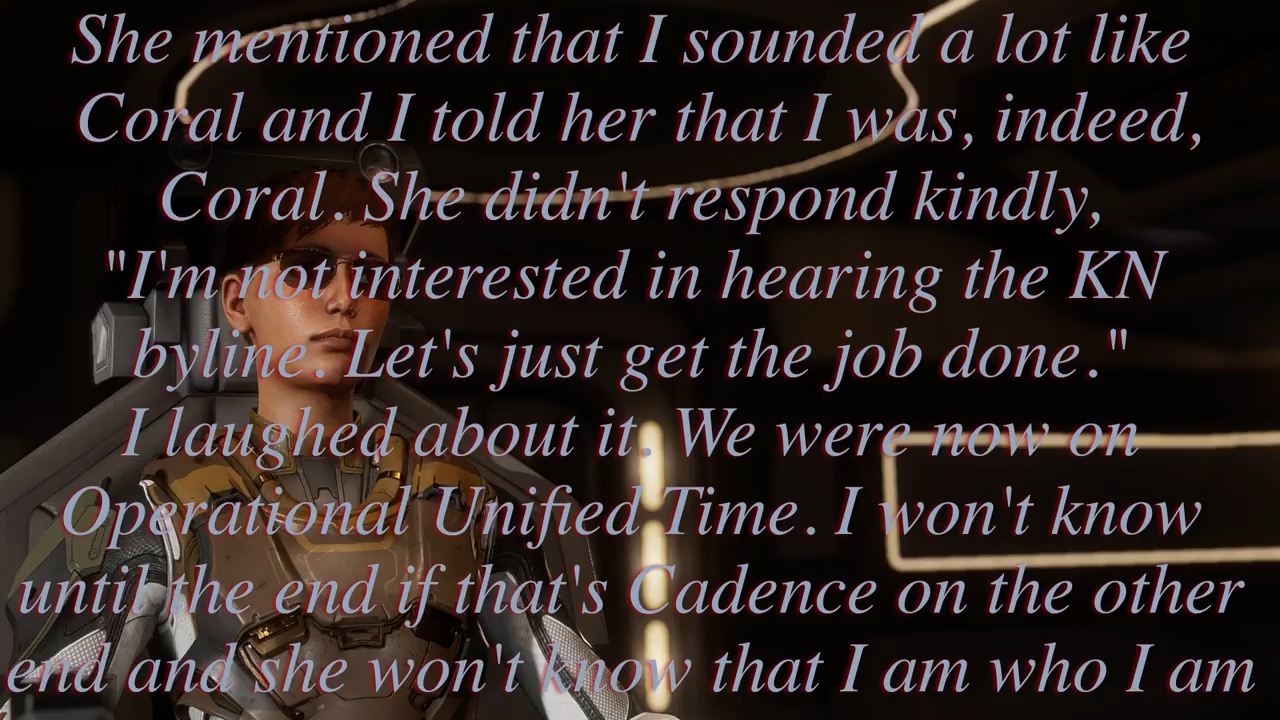 She mentioned that I sounded a lot like
Coral and I told her that I was, indeed,
Coral. She didn't respond kindly,
"I'm not interested in hearing the KN
byline. Let's just get the job done."
I laughed about it. We were now on
Operational Unified Time. I won't know
until the end if that's Cadence on the other
end and she won't know that I am who I am